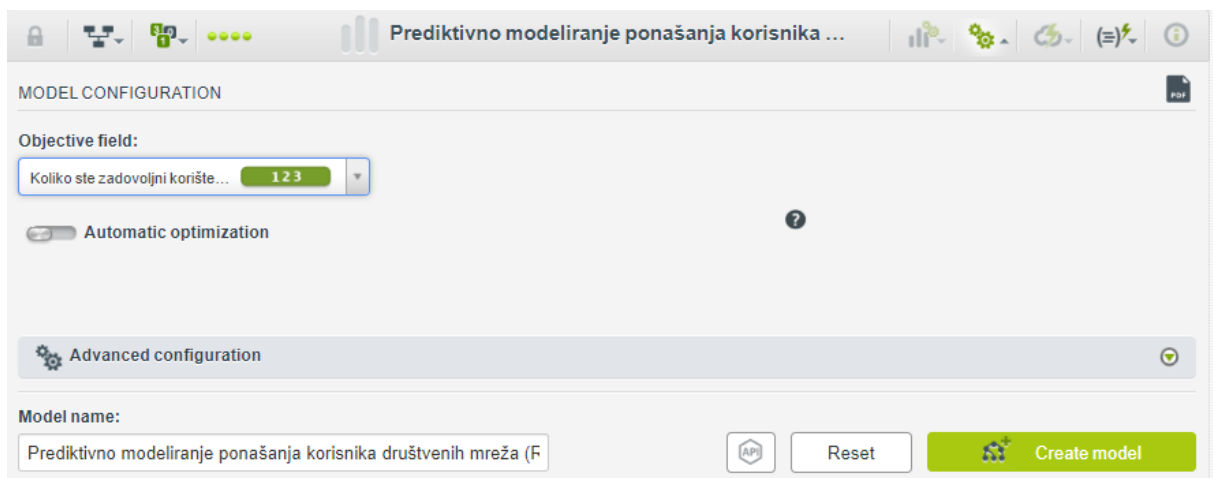 Prediktivno modeliranje ponašanja korisnika ...
(=)
MODEL CONFIGURATION
PDF
Objective field:
Koliko ste zadovoljni korište... 123
Automatic optimization
?
Advanced configuration
Model name:
Prediktivno modeliranje ponašanja korisnika društvenih mreža (F
API
Reset
Create model